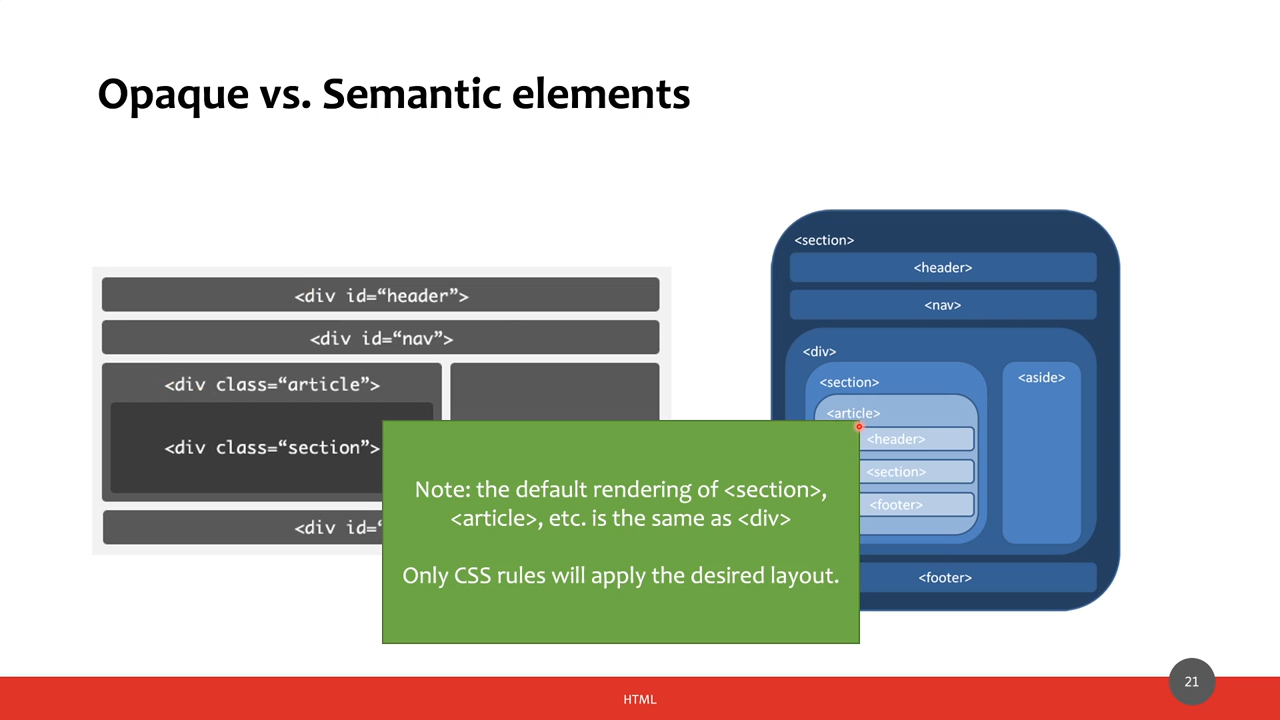 Opaque vs. Semantic elements
<div id=“header”>
<div id=“nav”>
<div class=“article”>
<div class=“section”>
<div id=“
<section>
<header>
<nav>
<div>
<section>
<article>
<header>
<section>
<footer>
<aside>
<footer>
Note: the default rendering of <section>,
<article>, etc. is the same as <div>
Only CSS rules will apply the desired layout.
HTML
21